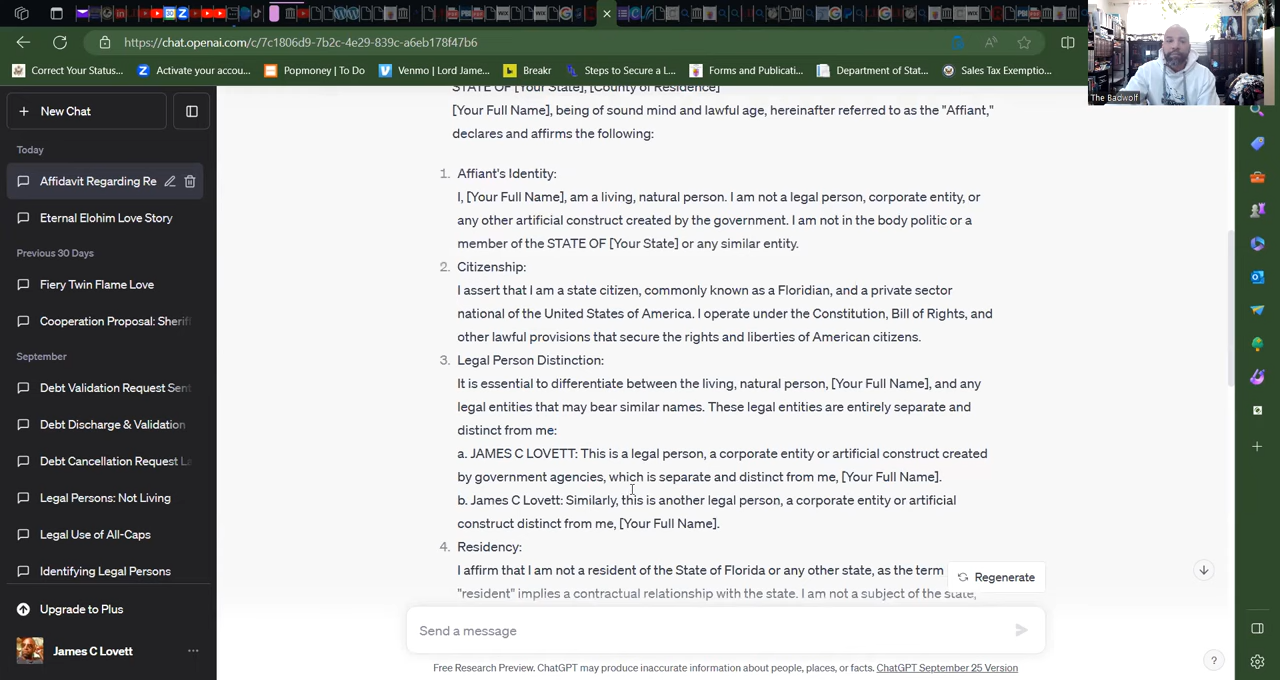 https://chat.openai.com/c/7c1806d9-7b2c-4e29-839c-a6eb178f47b6
Correct Your Status...
Activate your accou...
Popmoney | To Do
Venmo | Lord Jame...
Breakr
Steps to Secure a L...
Forms and Publicati...
Department of Stat...
Sales Tax Exemptio...
The Badwolf
New Chat
Today
Affidavit Regarding Re
Eternal Elohim Love Story
Previous 30 Days
Fiery Twin Flame Love
Cooperation Proposal: Sheriff
September
Debt Validation Request Sent
Debt Discharge & Validation
Debt Cancellation Request La
Legal Persons: Not Living
Legal Use of All-Caps
Identifying Legal Persons
Upgrade to Plus
James C Lovett
STATE OF [Your State], [County of Residence]
[Your Full Name], being of sound mind and lawful age, hereinafter referred to as the "Affiant,"
declares and affirms the following:
1. Affiant's Identity:
I, [Your Full Name], am a living, natural person. I am not a legal person, corporate entity, or
any other artificial construct created by the government. I am not in the body politic or a
member of the STATE OF [Your State] or any similar entity.
2. Citizenship:
I assert that I am a state citizen, commonly known as a Floridian, and a private sector
national of the United States of America. I operate under the Constitution, Bill of Rights, and
other lawful provisions that secure the rights and liberties of American citizens.
3. Legal Person Distinction:
It is essential to differentiate between the living, natural person, [Your Full Name], and any
legal entities that may bear similar names. These legal entities are entirely separate and
distinct from me:
a. JAMES C LOVETT: This is a legal person, a corporate entity or artificial construct created
by government agencies, which is separate and distinct from me, [Your Full Name].
b. James C Lovett: Similarly, this is another legal person, a corporate entity or artificial
construct distinct from me, [Your Full Name].
4. Residency:
I affirm that I am not a resident of the State of Florida or any other state, as the term
"resident" implies a contractual relationship with the state. I am not a subject of the state,
Regenerate
Send a message
Free Research Preview. ChatGPT may produce inaccurate information about people, places, or facts. ChatGPT September 25 Version
?